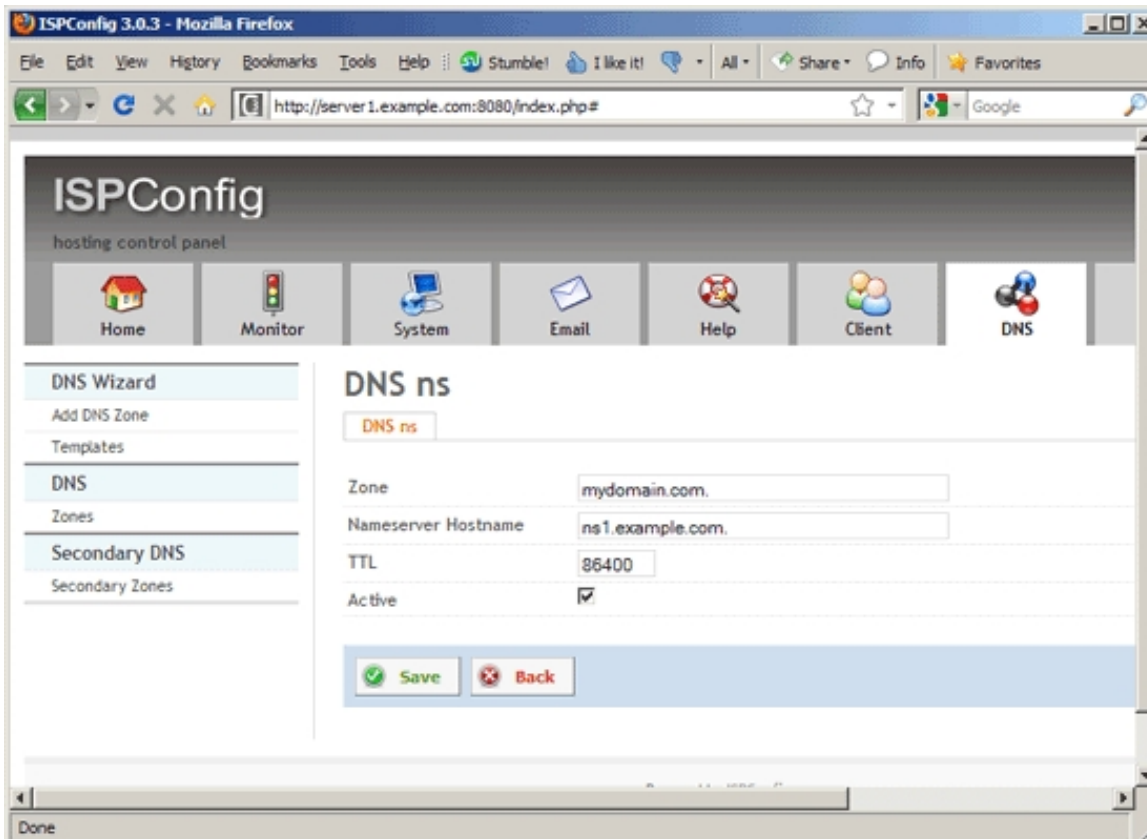 ISPConfig 3.0.3 - Mozilla Firefox
File Edit View History Bookmarks Tools Help Stumble! I like it! All Share Info Favorites
http://server1.example.com:8080/index.php# Google
ISPConfig
hosting control panel
Home Monitor System Email Help Client DNS
DNS Wizard
Add DNS Zone
Templates
DNS
Zones
Secondary DNS
Secondary Zones
DNS ns
DNS ns
Zone mydomain.com.
Nameserver Hostname ns1.example.com.
TTL 86400
Active
Save Back
Done